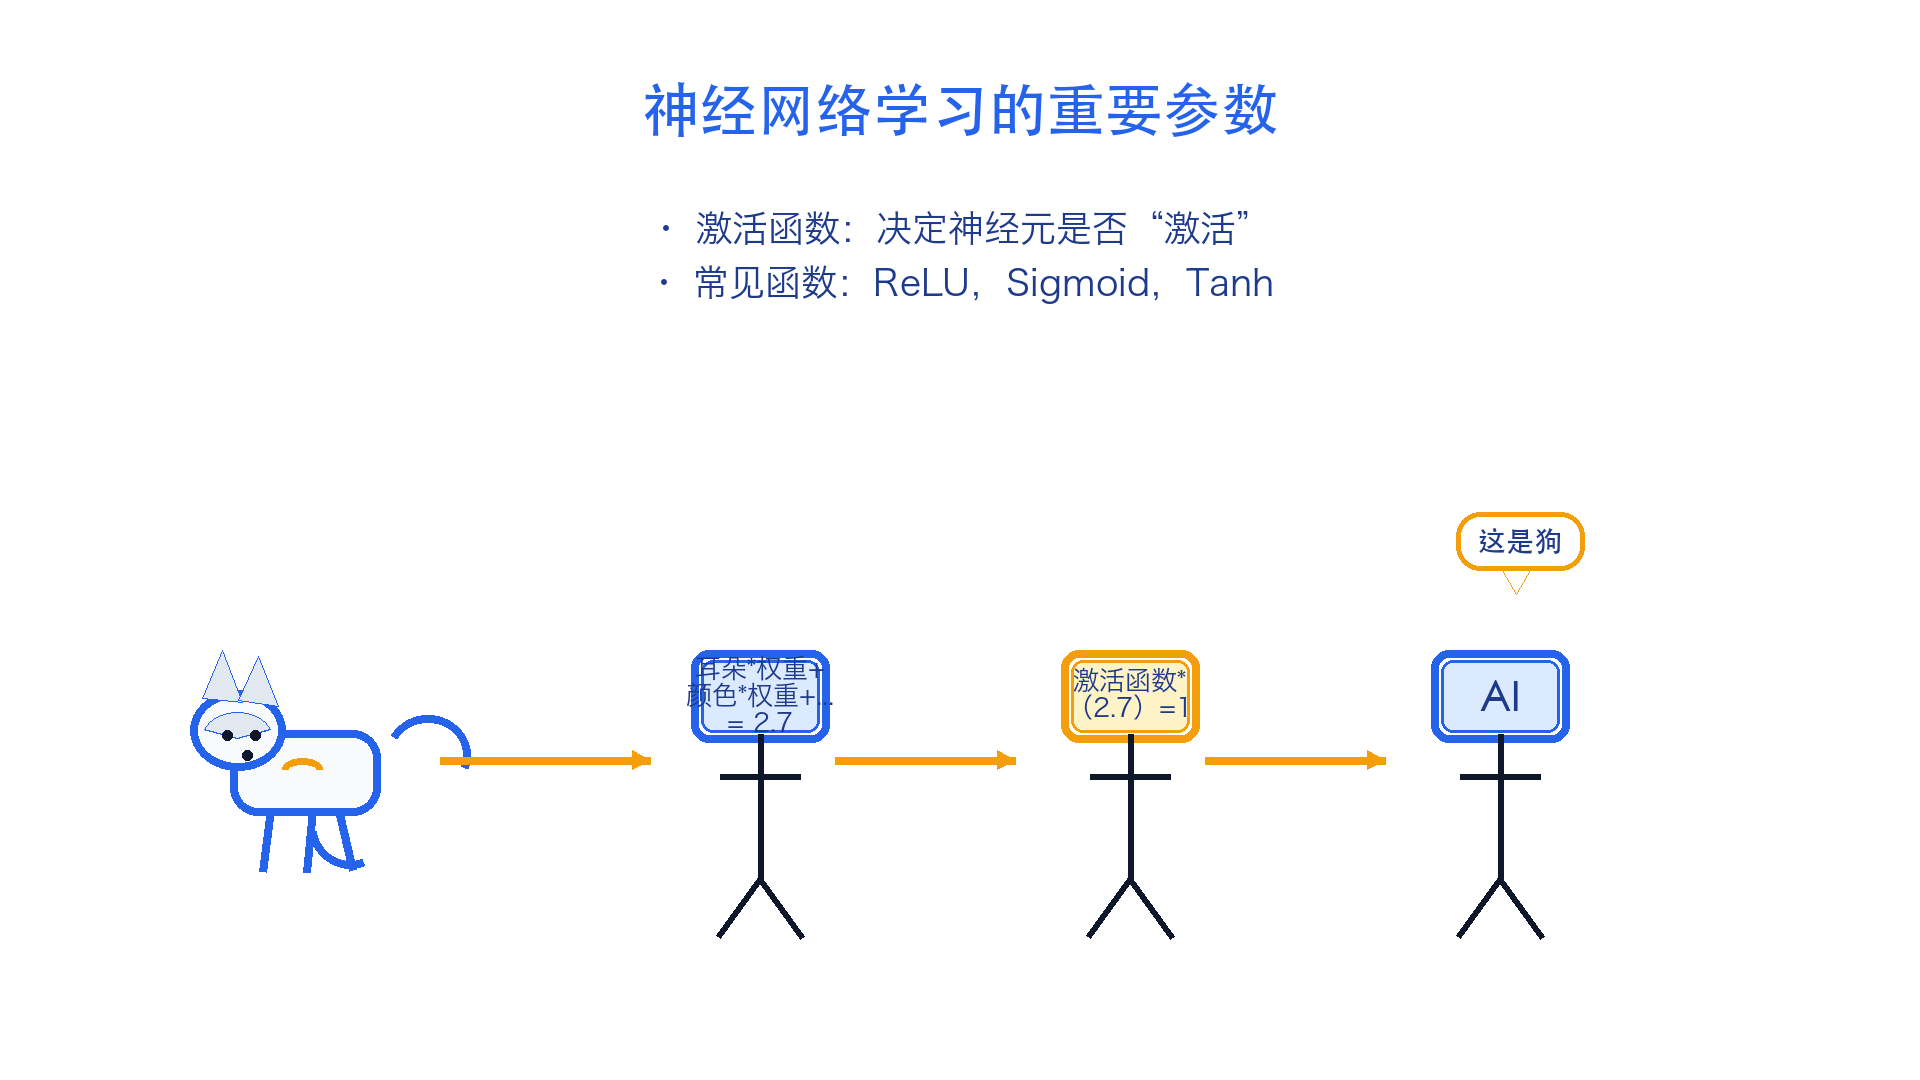 神经网络学习的重要参数
· 激活函数：决定神经元是否“激活”
· 常见函数：ReLU，Sigmoid，Tanh
这是狗
耳朵*权重+
颜色*权重+...
= 2.7
激活函数*
（2.7）=1
AI